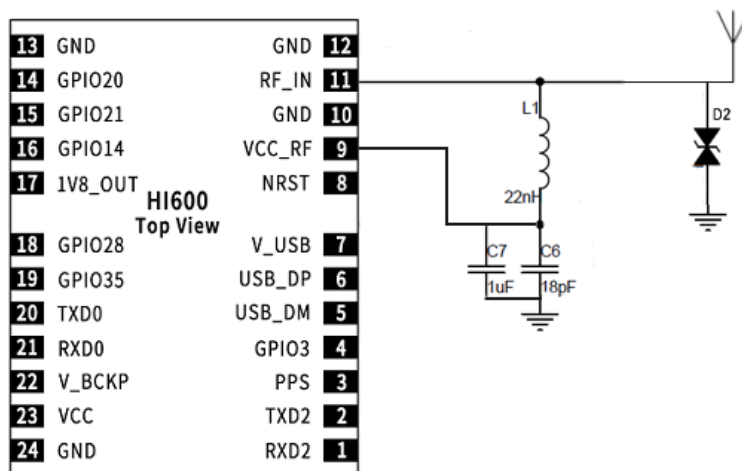 13 GND GND 12
14 GPIO20 RF_IN 11
15 GPIO21 GND 10
16 GPIO14 VCC_RF 9
17 1V8_OUT NRST 8
HI600
Top View
18 GPIO28 V_USB 7
19 GPIO35 USB_DP 6
20 TXD0 USB_DM 5
21 RXD0 GPIO3 4
22 V_BCKP PPS 3
23 VCC TXD2 2
24 GND RXD2 1
L1
22nH
D2
C7 C6
1uF 18pF